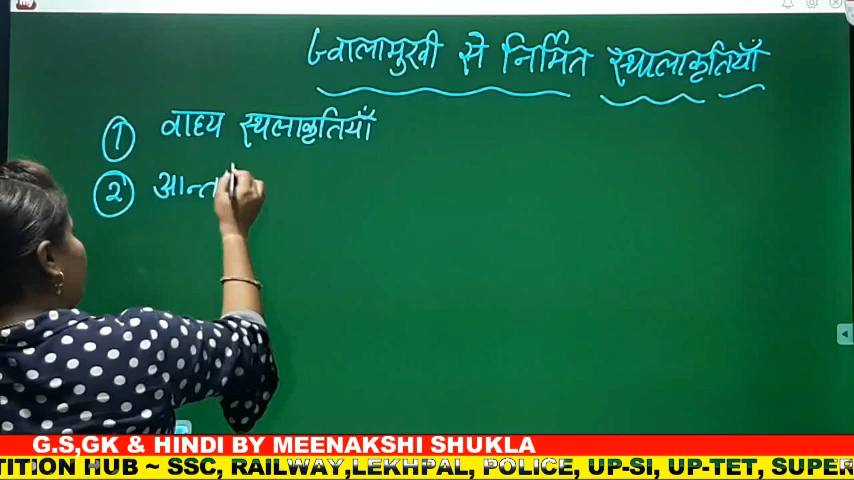 ज्वालामुखी से निर्मित स्थालाकृतियाँ
① वाह्य स्थलाकृतियाँ
② आन्त
G.S,GK & HINDI BY MEENAKSHI SHUKLA
TITION HUB ~ SSC, RAILWAY,LEKHPAL, POLICE, UP-SI, UP-TET, SUPER